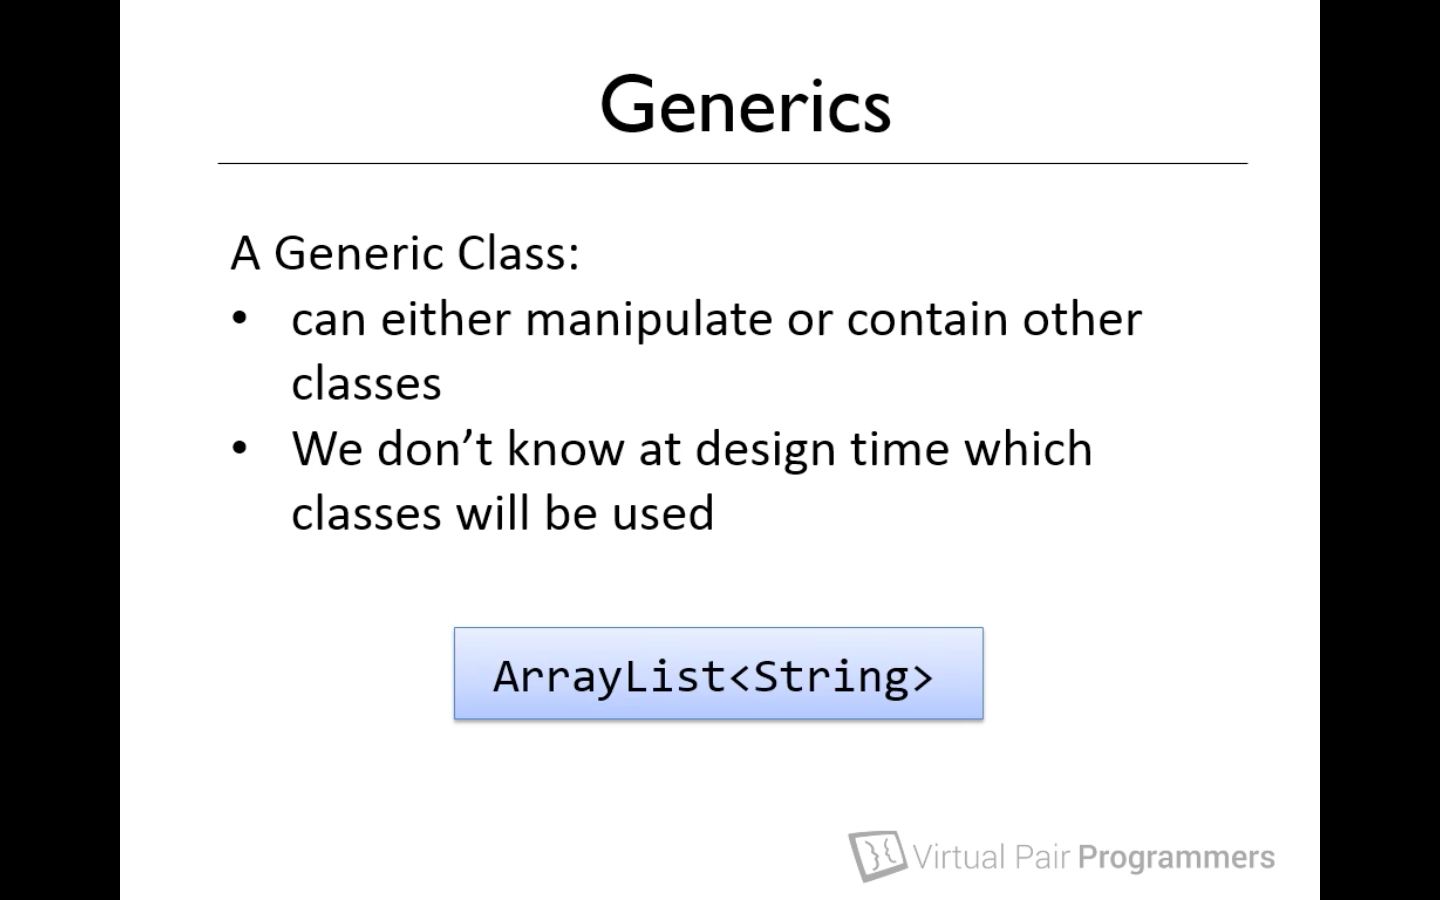 Generics
A Generic Class:
• can either manipulate or contain other
classes
• We don’t know at design time which
classes will be used
ArrayList<String>
Virtual Pair Programmers